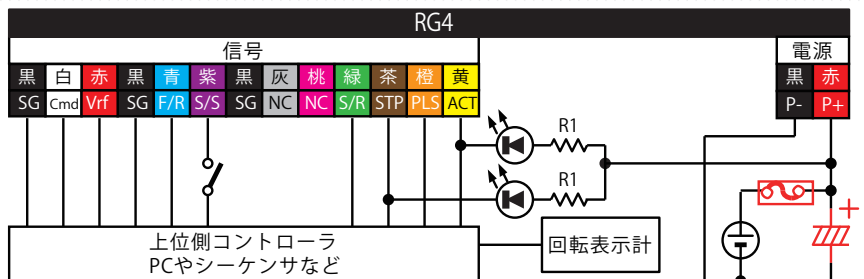 RG4
信号
電源
黒 白 赤 黒 青 紫 黒 灰 桃 緑 茶 橙 黄
黒 赤
SG Cmd Vrf SG F/R S/S SG NC NC S/R STP PLS ACT
P- P+
R1
R1
+
上位側コントローラ
PCやシーケンサなど
回転表示計